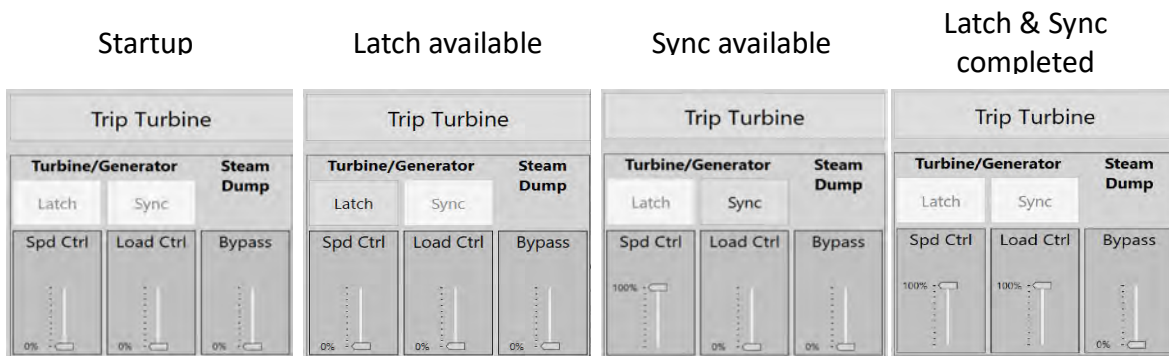 Startup
Trip Turbine
Turbine/Generator Steam
Dump
Latch Sync
Spd Ctrl Load Ctrl Bypass
0% 0% 0%
Latch available
Trip Turbine
Turbine/Generator Steam
Dump
Latch Sync
Spd Ctrl Load Ctrl Bypass
0% 0% 0%
Sync available
Trip Turbine
Turbine/Generator Steam
Dump
Latch Sync
Spd Ctrl Load Ctrl Bypass
100%
0% 0%
Latch & Sync
completed
Trip Turbine
Turbine/Generator Steam
Dump
Latch Sync
Spd Ctrl Load Ctrl Bypass
100% 100%
0%